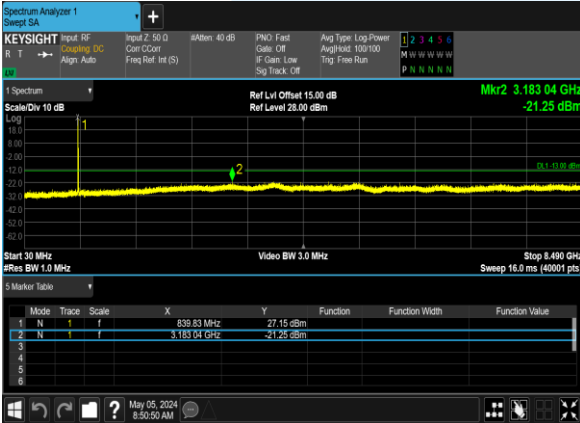 Spectrum Analyzer 1
Swept SA
+
KEYSIGHT Input: RF Input Z: 50 Ω #Atten: 40 dB PNO: Fast Avg Type: Log-Power 1 2 3 4 5 6
R T Coupling: DC Corr CCorr Gate: Off Avg|Hold: 100/100 M W W W W W
Align: Auto Freq Ref: Int (S) IF Gain: Low Trig: Free Run
LV Sig Track: Off P N N N N N
1 Spectrum Ref Lvl Offset 15.00 dB Mkr2 3.183 04 GHz
Scale/Div 10 dB Ref Level 28.00 dBm -21.25 dBm
Log
18.0 1
8.00
-2.00
-12.0 2 DL1 -13.00 dBm
-22.0
-32.0
-42.0
-52.0
-62.0
Start 30 MHz Video BW 3.0 MHz Stop 8.490 GHz
#Res BW 1.0 MHz Sweep 16.0 ms (40001 pts
5 Marker Table
Mode Trace Scale X Y Function Function Width Function Value
1 N 1 f 839.83 MHz 27.15 dBm
2 N 1 f 3.183 04 GHz -21.25 dBm
3
4
5
6
? May 05, 2024
8:50:50 AM